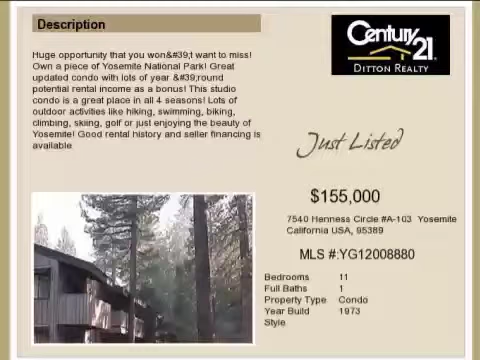 Description
Huge opportunity that you won&#39;t want to miss!
Own a piece of Yosemite National Park! Great
updated condo with lots of year &#39;round
potential rental income as a bonus! This studio
condo is a great place in all 4 seasons! Lots of
outdoor activities like hiking, swimming, biking,
climbing, skiing, golf or just enjoying the beauty of
Yosemite! Good rental history and seller financing is
available
Century 21
DITTON REALTY
Just Listed
$155,000
7540 Henness Circle #A-103 Yosemite
California USA, 95389
MLS #:YG12008880
Bedrooms 11
Full Baths 1
Property Type Condo
Year Build 1973
Style